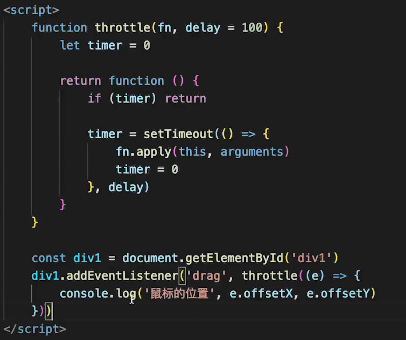 <script>
    function throttle(fn, delay = 100) {
        let timer = 0

        return function () {
            if (timer) return

            timer = setTimeout(() => {
                fn.apply(this, arguments)
                timer = 0
            }, delay)
        }
    }

    const div1 = document.getElementById('div1')
    div1.addEventListener('drag', throttle((e) => {
        console.log('鼠标的位置', e.offsetX, e.offsetY)
    }))
</script>